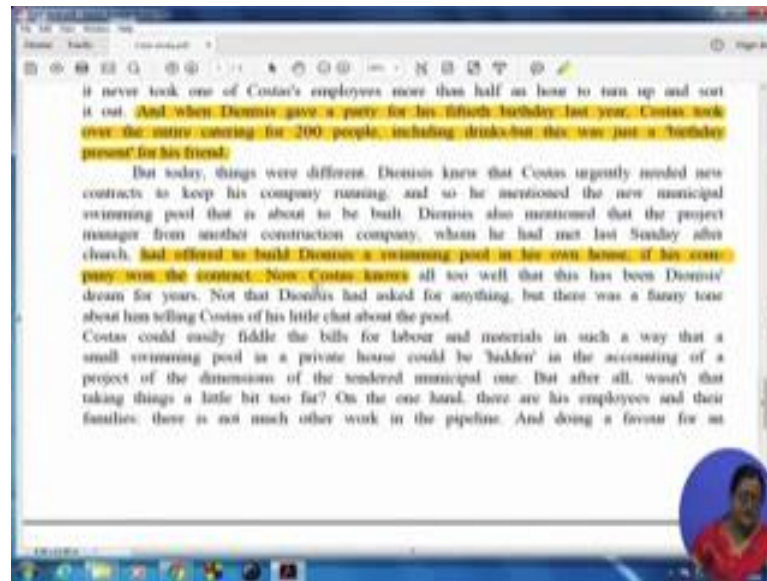 it never took one of Costas's employees more than half an hour to turn up and sort
it out. And when Dionisis gave a party for his fiftieth birthday last year, Costas took
over the entire catering for 200 people, including drinks-but this was just a 'birthday
present' for his friend.
But today, things were different. Dionisis knew that Costas urgently needed new
contracts to keep his company running, and so he mentioned the new municipal
swimming pool that is about to be built. Dionisis also mentioned that the project
manager from another construction company, whom he had met last Sunday after
church, had offered to build Dionisis a swimming pool in his own house, if his com-
pany won the contract. Now Costas knows all too well that this has been Dionisis'
dream for years. Not that Dionisis had asked for anything, but there was a funny tone
about him telling Costas of his little chat about the pool.
Costas could easily fiddle the bills for labour and materials in such a way that a
small swimming pool in a private house could be 'hidden' in the accounting of a
project of the dimensions of the tendered municipal one. But after all, wasn't that
taking things a little bit too far? On the one hand, there are his employees and their
families: there is not much other work in the pipeline. And doing a favour for an